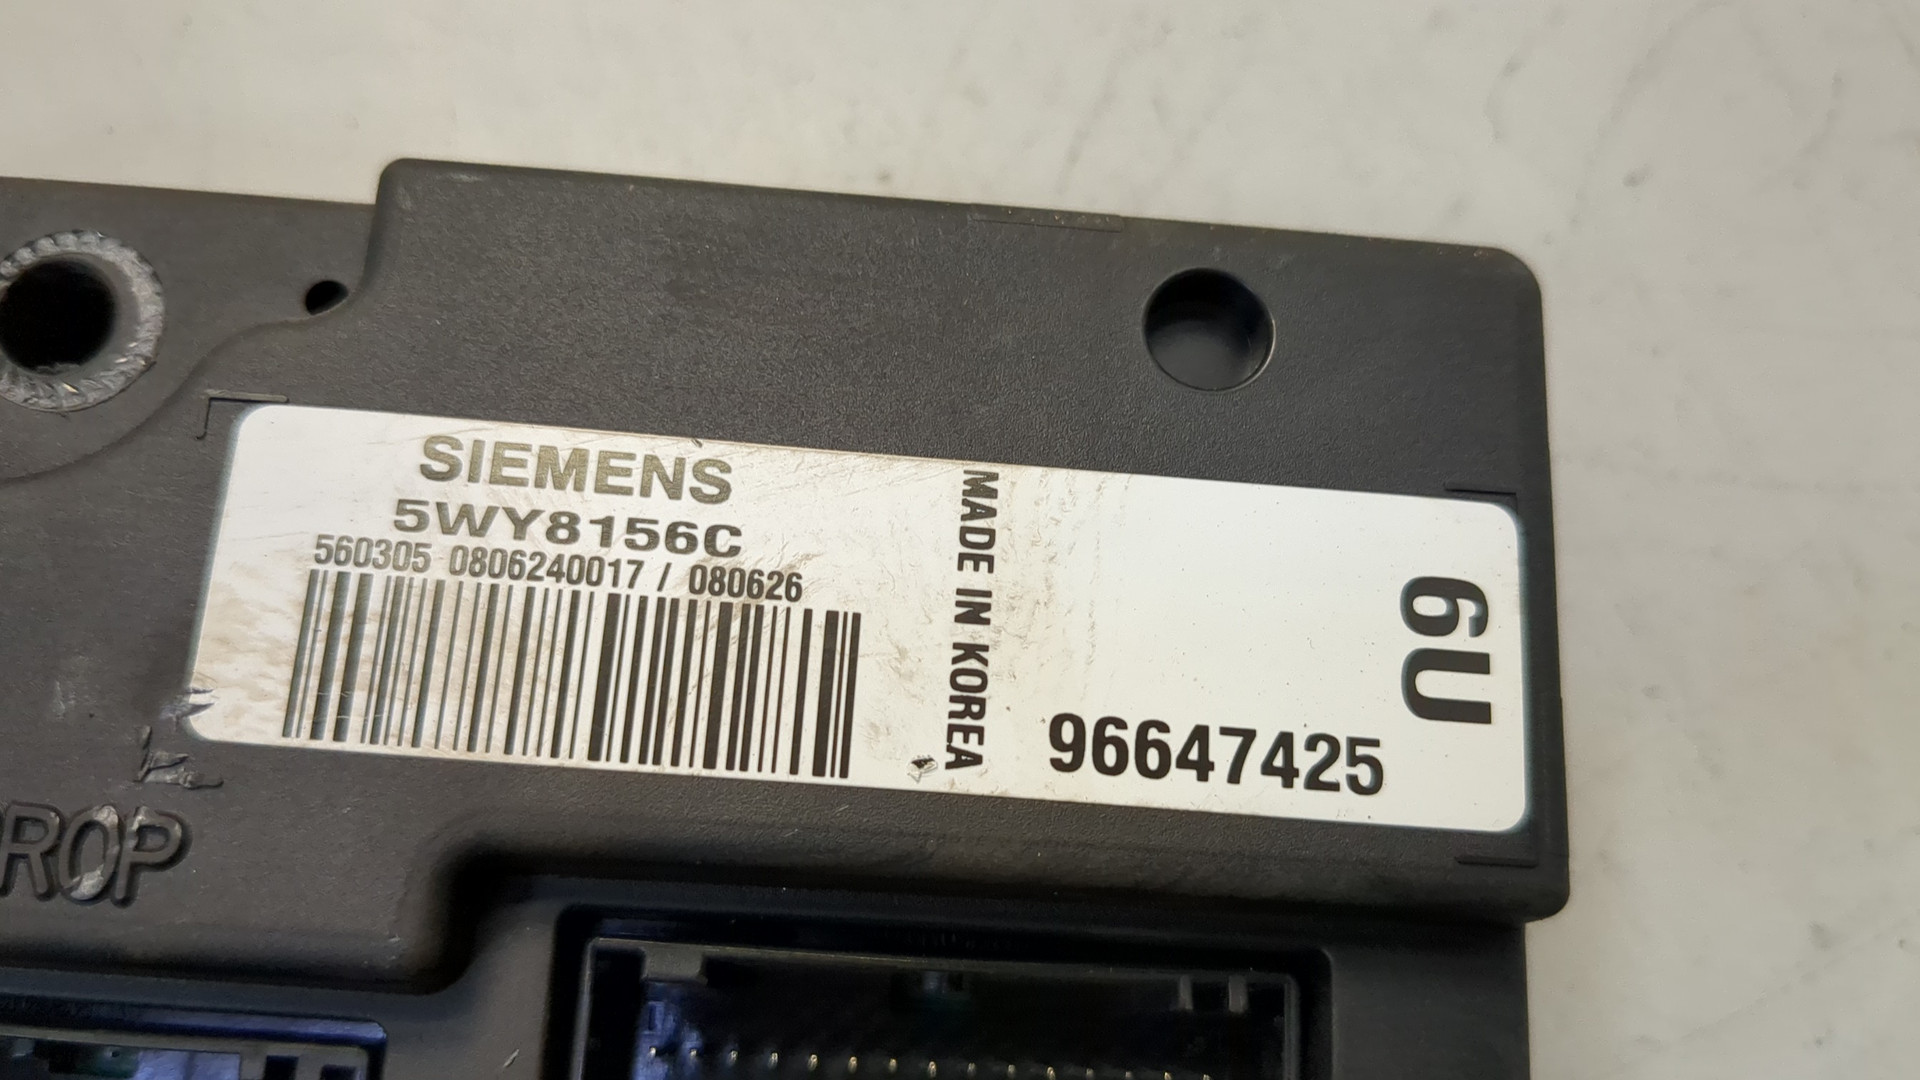 SIEMENS
5WY8156C
560305 0806240017 / 080626
MADE IN KOREA
6U
96647425
ROP